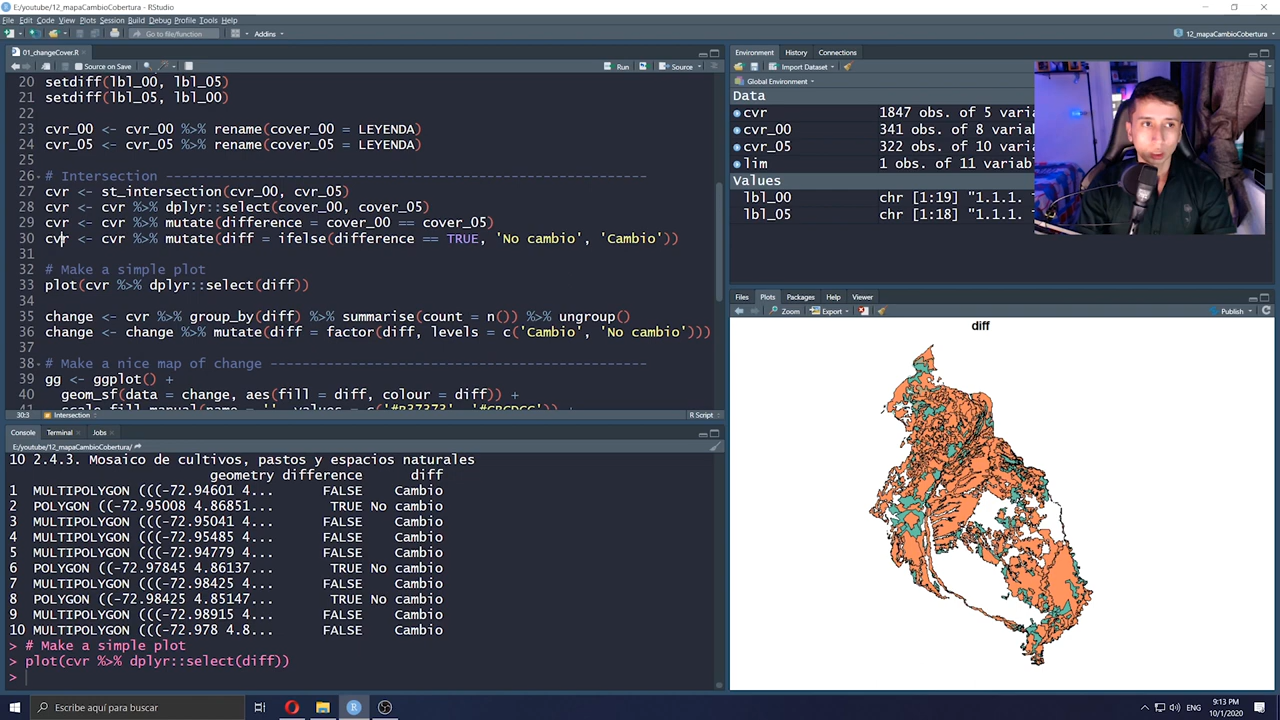 E:/youtube/12_mapaCambioCobertura - RStudio
File Edit Code View Plots Session Build Debug Profile Tools Help
Go to file/function Addins 12_mapaCambioCobertura
01_changeCover.R
Source on Save Run Source
20 setdiff(lbl_00, lbl_05)
21 setdiff(lbl_05, lbl_00)
22
23 cvr_00 <- cvr_00 %>% rename(cover_00 = LEYENDA)
24 cvr_05 <- cvr_05 %>% rename(cover_05 = LEYENDA)
25
26 # Intersection ------------------------------------------------------------
27 cvr <- st_intersection(cvr_00, cvr_05)
28 cvr <- cvr %>% dplyr::select(cover_00, cover_05)
29 cvr <- cvr %>% mutate(difference = cover_00 == cover_05)
30 cvr <- cvr %>% mutate(diff = ifelse(difference == TRUE, 'No cambio', 'Cambio'))
31
32 # Make a simple plot
33 plot(cvr %>% dplyr::select(diff))
34
35 change <- cvr %>% group_by(diff) %>% summarise(count = n()) %>% ungroup()
36 change <- change %>% mutate(diff = factor(diff, levels = c('Cambio', 'No cambio')))
37
38 # Make a nice map of change -----------------------------------------------
39 gg <- ggplot() +
40 geom_sf(data = change, aes(fill = diff, colour = diff)) +
30:3 Intersection R Script
Console Terminal Jobs
E:/youtube/12_mapaCambioCobertura/
10 2.4.3. Mosaico de cultivos, pastos y espacios naturales
geometry difference diff
1 MULTIPOLYGON (((-72.94601 4... FALSE Cambio
2 POLYGON ((-72.95008 4.86851... TRUE No cambio
3 MULTIPOLYGON (((-72.95041 4... FALSE Cambio
4 MULTIPOLYGON (((-72.95485 4... FALSE Cambio
5 MULTIPOLYGON (((-72.94779 4... FALSE Cambio
6 POLYGON ((-72.97845 4.86137... TRUE No cambio
7 MULTIPOLYGON (((-72.98425 4... FALSE Cambio
8 POLYGON ((-72.98425 4.85147... TRUE No cambio
9 MULTIPOLYGON (((-72.98915 4... FALSE Cambio
10 MULTIPOLYGON (((-72.978 4.8... FALSE Cambio
> # Make a simple plot
> plot(cvr %>% dplyr::select(diff))
>
Environment History Connections
Import Dataset
Global Environment
Data
cvr 1847 obs. of 5 varia
cvr_00 341 obs. of 8 variab
cvr_05 322 obs. of 10 varia
lim 1 obs. of 11 variab
Values
lbl_00 chr [1:19] "1.1.1. T
lbl_05 chr [1:18] "1.1.1. T
Files Plots Packages Help Viewer
Zoom Export Publish
diff
Escribe aquí para buscar
ENG
9:13 PM
10/1/2020